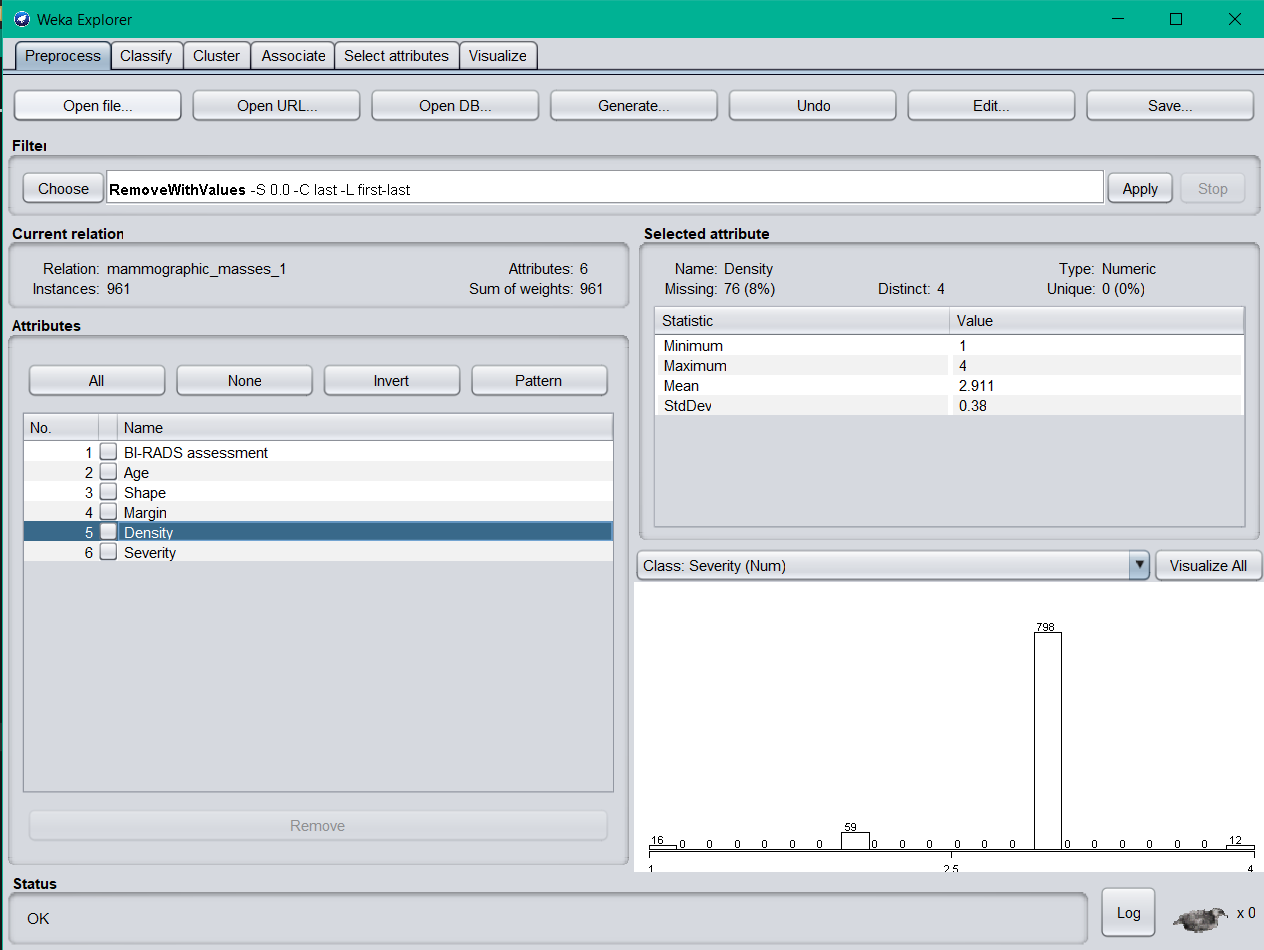 Weka Explorer
Preprocess Classify Cluster Associate Select attributes Visualize
Open file... Open URL... Open DB... Generate... Undo Edit... Save...
Filter
Choose RemoveWithValues -S 0.0 -C last -L first-last Apply Stop
Current relation
Relation: mammographic_masses_1 Attributes: 6
Instances: 961 Sum of weights: 961
Attributes
All None Invert Pattern
No. Name
1 BI-RADS assessment
2 Age
3 Shape
4 Margin
5 Density
6 Severity
Remove
Selected attribute
Name: Density Type: Numeric
Missing: 76 (8%) Distinct: 4 Unique: 0 (0%)
Statistic Value
Minimum 1
Maximum 4
Mean 2.911
StdDev 0.38
Class: Severity (Num) Visualize All
798
59
16 0 0 0 0 0 0 0 0 0 0 0 0 0 0 0 0 0 0 12
1 2.5 4
Status
OK Log x 0